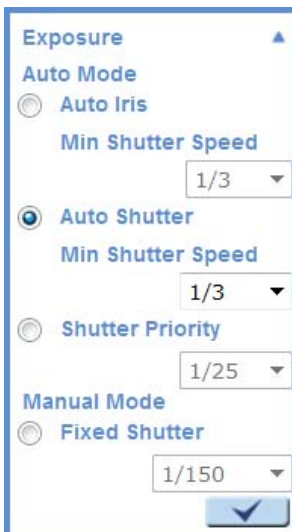 Exposure
Auto Mode
Auto Iris
Min Shutter Speed
1/3
Auto Shutter
Min Shutter Speed
1/3
Shutter Priority
1/25
Manual Mode
Fixed Shutter
1/150